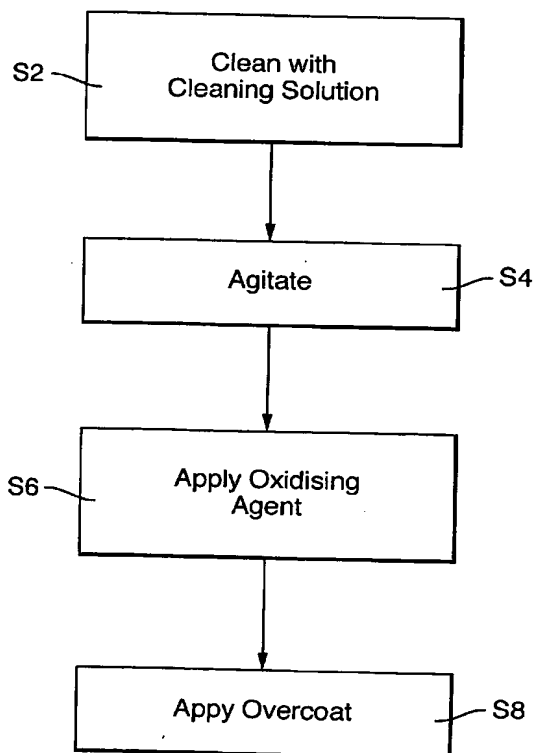 S2
Clean with
Cleaning Solution
Agitate
S4
S6
Apply Oxidising
Agent
Appy Overcoat
S8